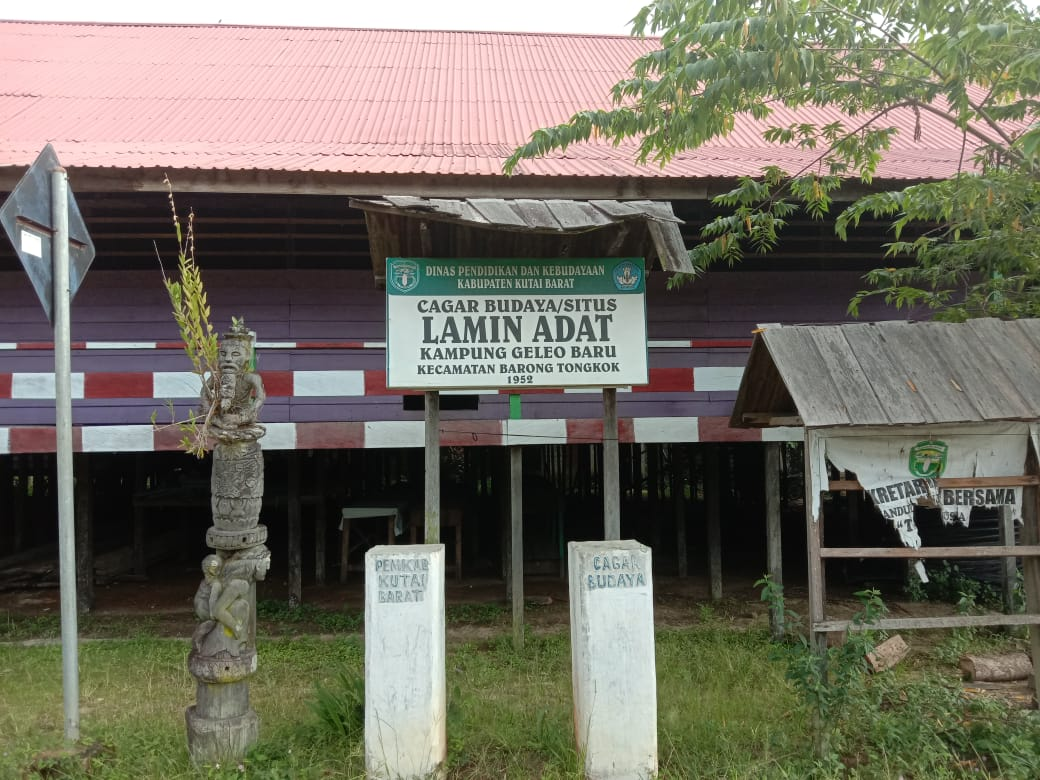 DINAS PENDIDIKAN DAN KEBUDAYAAN
KABUPATEN KUTAI BARAT
CAGAR BUDAYA/SITUS
LAMIN ADAT
KAMPUNG GELEO BARU
KECAMATAN BARONG TONGKOK
1952
PEMKAB
KUTAI
BARAT
CAGAR
BUDAYA
BERSAMA